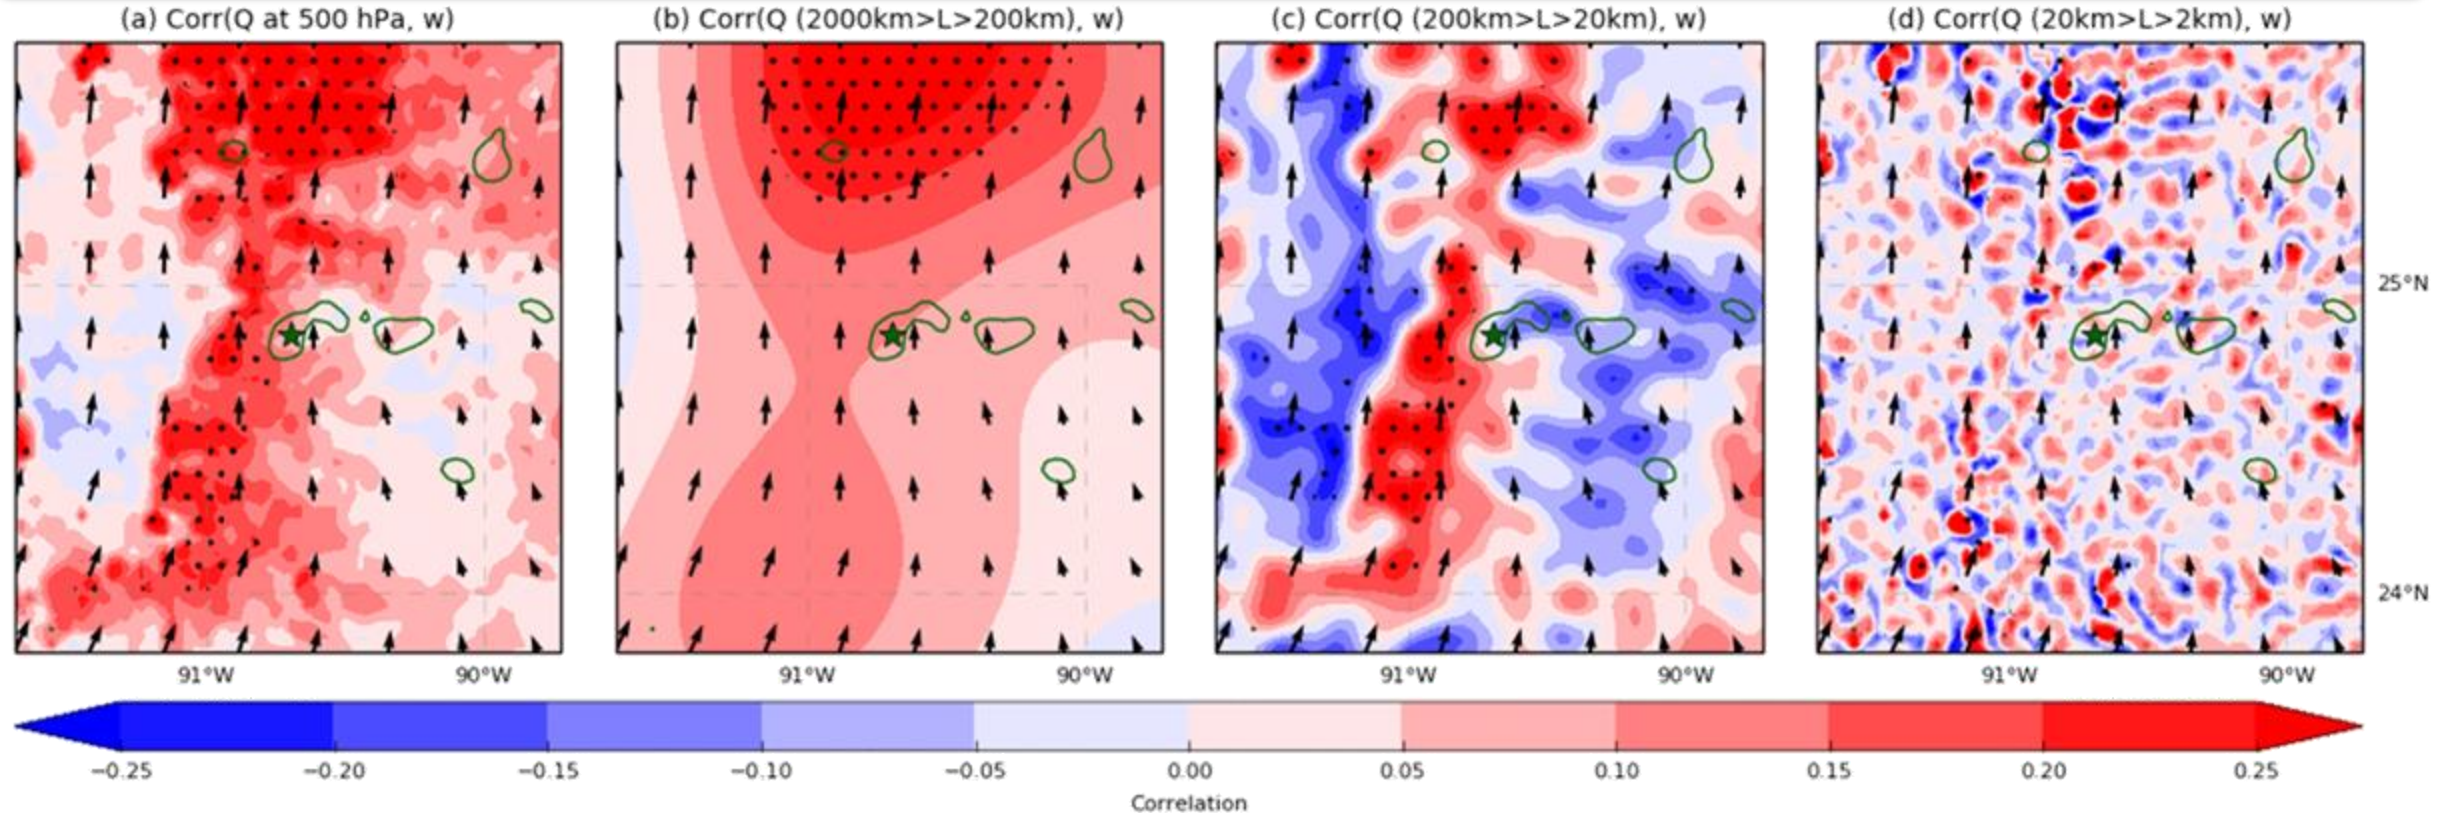 (a) Corr(Q at 500 hPa, w)
(b) Corr(Q (2000km>L>200km), w)
(c) Corr(Q (200km>L>20km), w)
(d) Corr(Q (20km>L>2km), w)
25°N
24°N
91°W 90°W 91°W 90°W 91°W 90°W 91°W 90°W
−0.25 −0.20 −0.15 −0.10 −0.05 0.00 0.05 0.10 0.15 0.20 0.25
Correlation